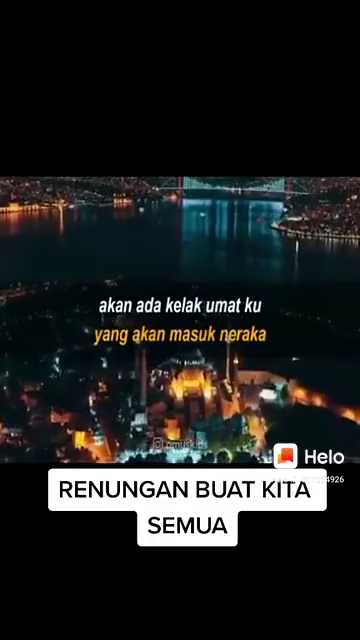 akan ada kelak umat ku
yang akan masuk neraka
Helo
RENUNGAN BUAT KITA
SEMUA